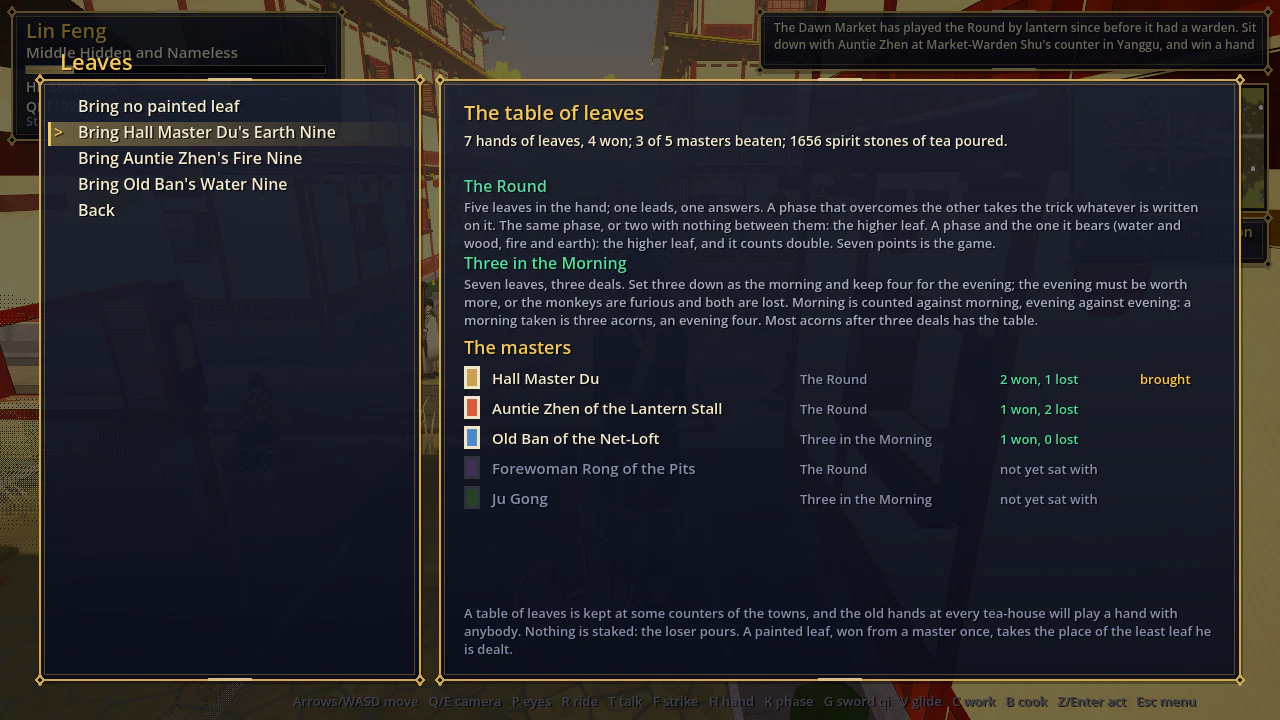 Lin Feng
Middle Hidden and Nameless
The Dawn Market has played the Round by lantern since before it had a warden. Sit
down with Auntie Zhen at Market-Warden Shu's counter in Yanggu, and win a hand
Leaves
Bring no painted leaf
> Bring Hall Master Du's Earth Nine
Bring Auntie Zhen's Fire Nine
Bring Old Ban's Water Nine
Back
The table of leaves
7 hands of leaves, 4 won; 3 of 5 masters beaten; 1656 spirit stones of tea poured.
The Round
Five leaves in the hand; one leads, one answers. A phase that overcomes the other takes the trick whatever is written
on it. The same phase, or two with nothing between them: the higher leaf. A phase and the one it bears (water and
wood, fire and earth): the higher leaf, and it counts double. Seven points is the game.
Three in the Morning
Seven leaves, three deals. Set three down as the morning and keep four for the evening; the evening must be worth
more, or the monkeys are furious and both are lost. Morning is counted against morning, evening against evening: a
morning taken is three acorns, an evening four. Most acorns after three deals has the table.
The masters
Hall Master Du The Round 2 won, 1 lost brought
Auntie Zhen of the Lantern Stall The Round 1 won, 2 lost
Old Ban of the Net-Loft Three in the Morning 1 won, 0 lost
Forewoman Rong of the Pits The Round not yet sat with
Ju Gong Three in the Morning not yet sat with
A table of leaves is kept at some counters of the towns, and the old hands at every tea-house will play a hand with
anybody. Nothing is staked: the loser pours. A painted leaf, won from a master once, takes the place of the least leaf he
is dealt.
Arrows/WASD move Q/E camera P eyes R ride T talk F strike H hand K phase G sword qi V glide C work B cook Z/Enter act Esc menu